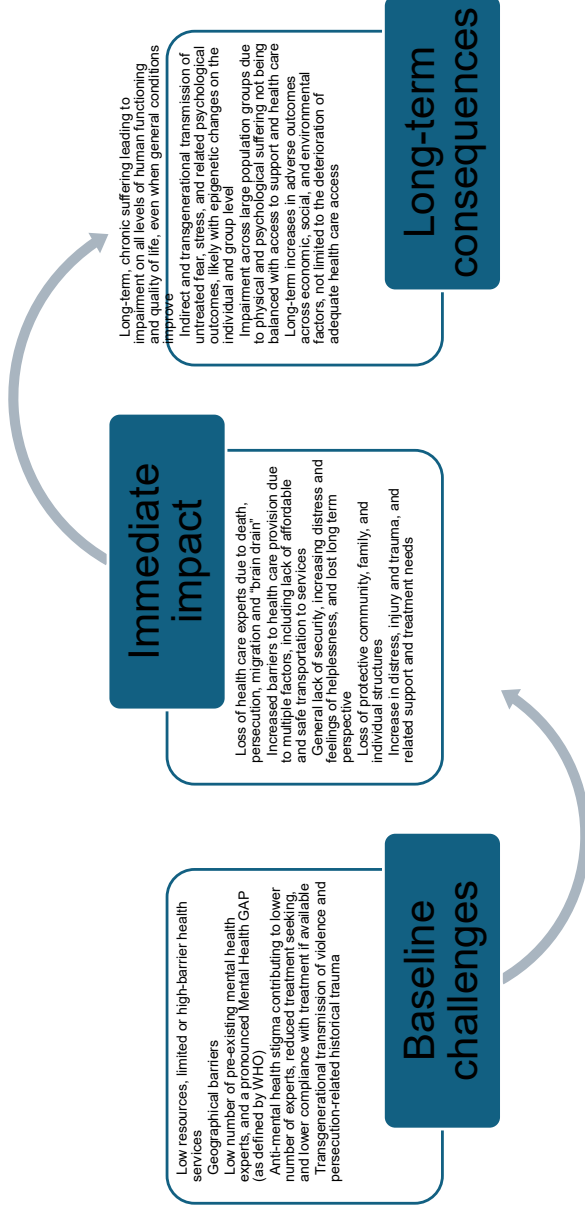 Low resources, limited or high-barrier health
services
Geographical barriers
Low number of pre-existing mental health
experts, and a pronounced Mental Health GAP
(as defined by WHO)
Anti-mental health stigma contributing to lower
number of experts, reduced treatment seeking,
and lower compliance with treatment if available
Transgenerational transmission of violence and
persecution-related historical trauma
Baseline
challenges
Immediate
impact
Loss of health care experts due to death,
persecution, migration and "brain drain"
Increased barriers to health care provision due
to multiple factors, including lack of affordable
and safe transportation to services
General lack of security, increasing distress and
feelings of helplessness, and lost long term
perspective
Loss of protective community, family, and
individual structures
Increase in distress, injury and trauma, and
related support and treatment needs
Long-term, chronic suffering leading to
impairment on all levels of human functioning
and quality of life, even when general conditions
improve
Indirect and transgenerational transmission of
untreated fear, stress, and related psychological
outcomes, likely with epigenetic changes on the
individual and group level
Impairment across large population groups due
to physical and psychological suffering not being
balanced with access to support and health care
Long-term increases in adverse outcomes
across economic, social, and environmental
factors, not limited to the deterioration of
adequate health care access
Long-term
consequences